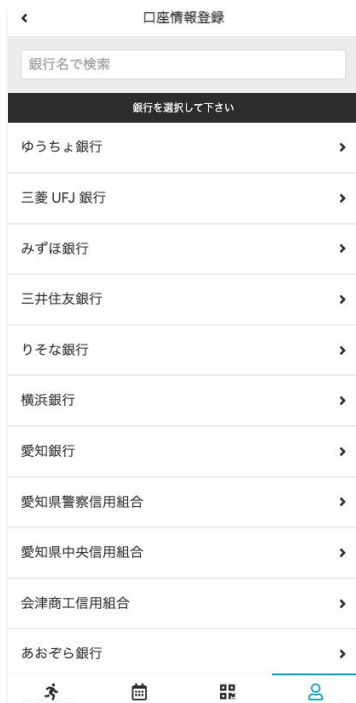 口座情報登録
銀行名で検索
銀行を選択して下さい
ゆうちょ銀行
三菱 UFJ 銀行
みずほ銀行
三井住友銀行
りそな銀行
横浜銀行
愛知銀行
愛知県警察信用組合
愛知県中央信用組合
会津商工信用組合
あおぞら銀行